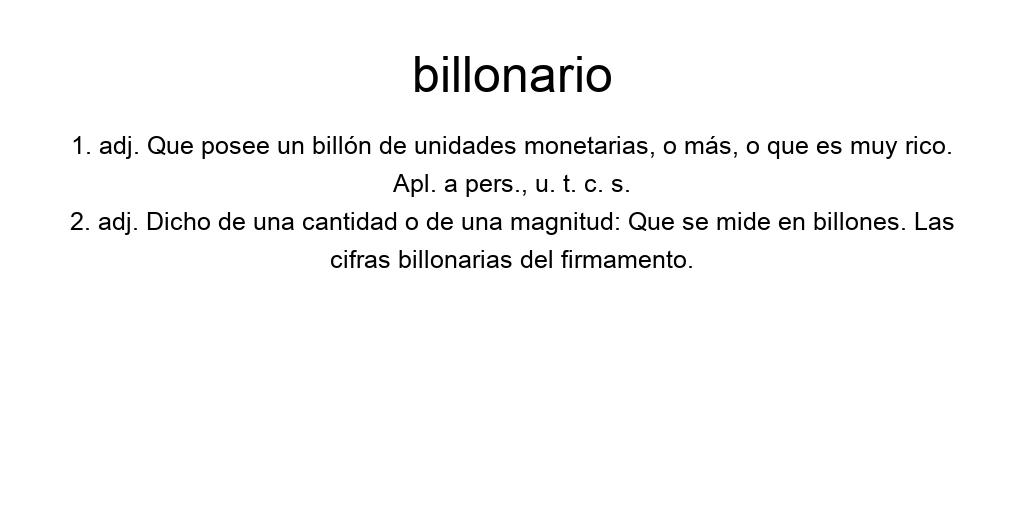 billonario
1. adj. Que posee un billón de unidades monetarias, o más, o que es muy rico.
Apl. a pers., u. t. c. s.
2. adj. Dicho de una cantidad o de una magnitud: Que se mide en billones. Las
cifras billonarias del firmamento.